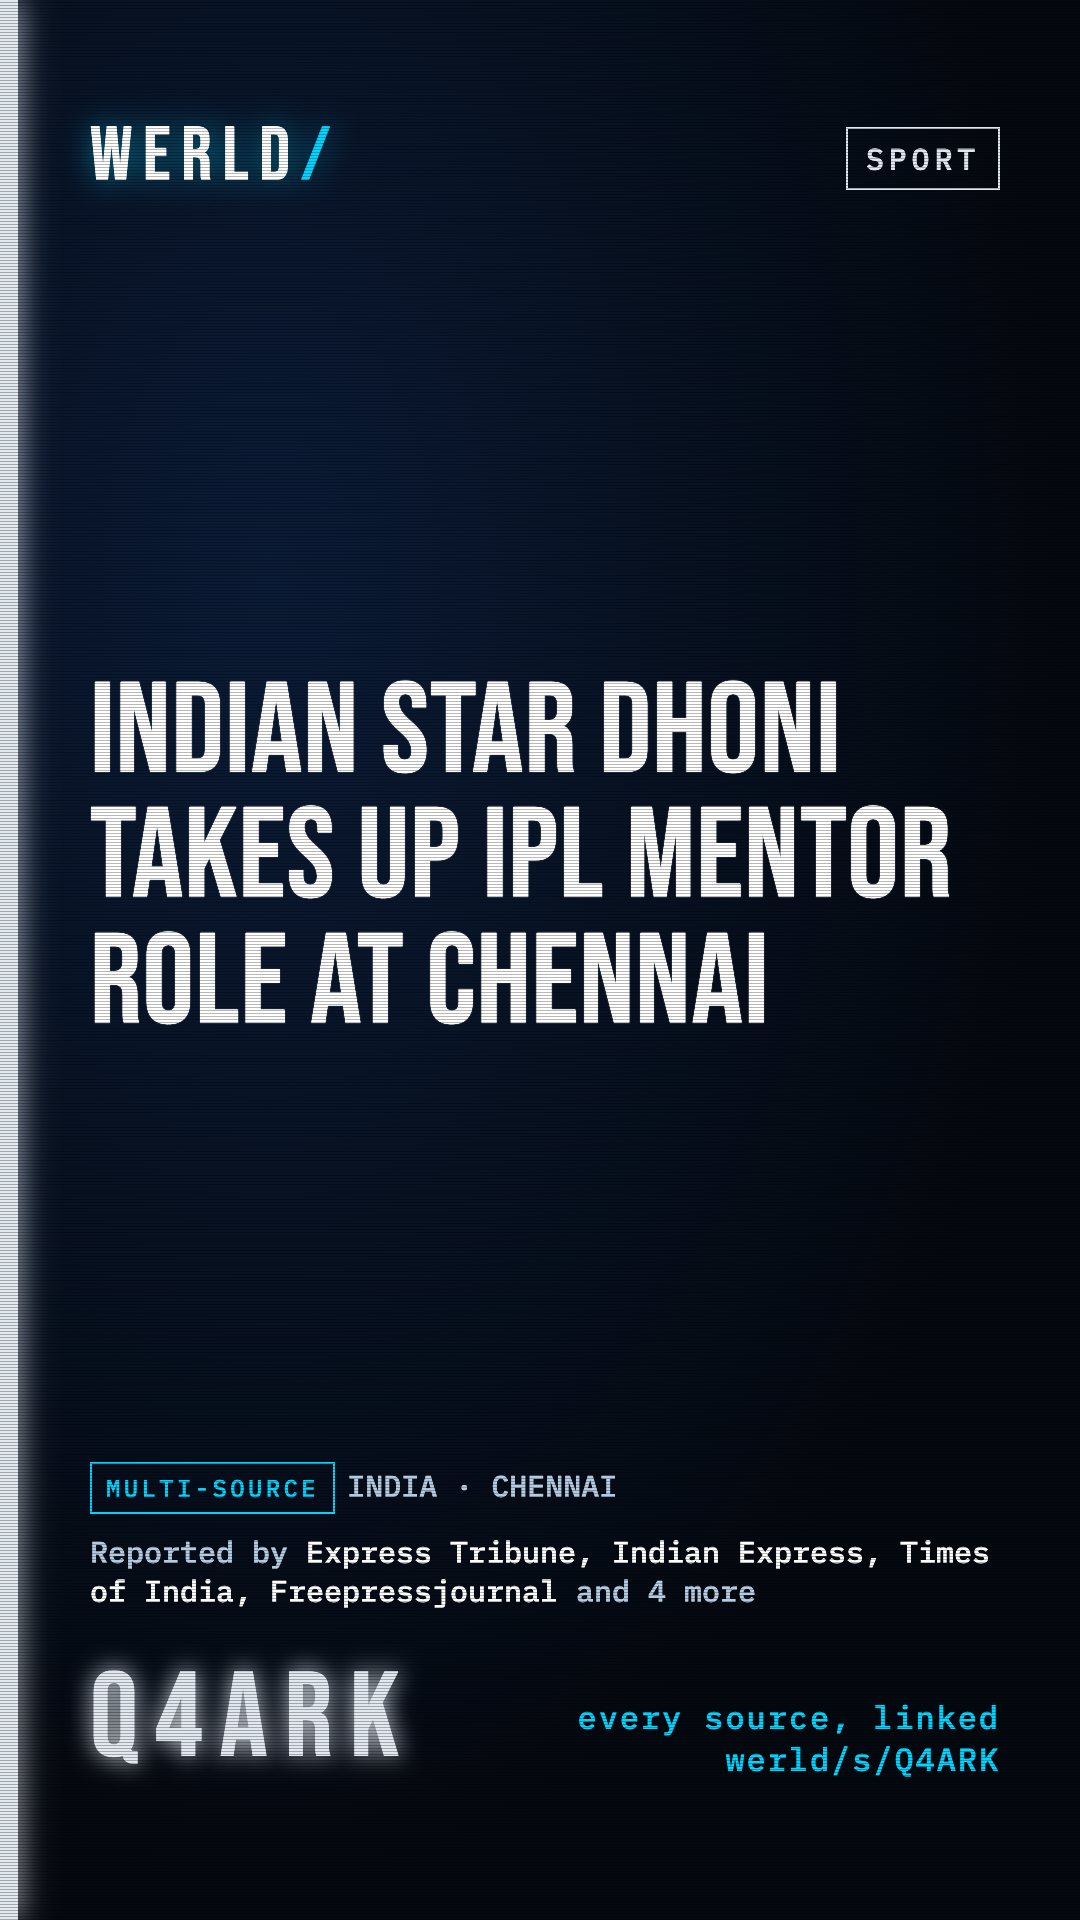 WERLD/
SPORT
INDIAN STAR DHONI
TAKES UP IPL MENTOR
ROLE AT CHENNAI
MULTI-SOURCE INDIA · CHENNAI
Reported by Express Tribune, Indian Express, Times
of India, Freepressjournal and 4 more
Q4ARK
every source, linked
werld/s/Q4ARK